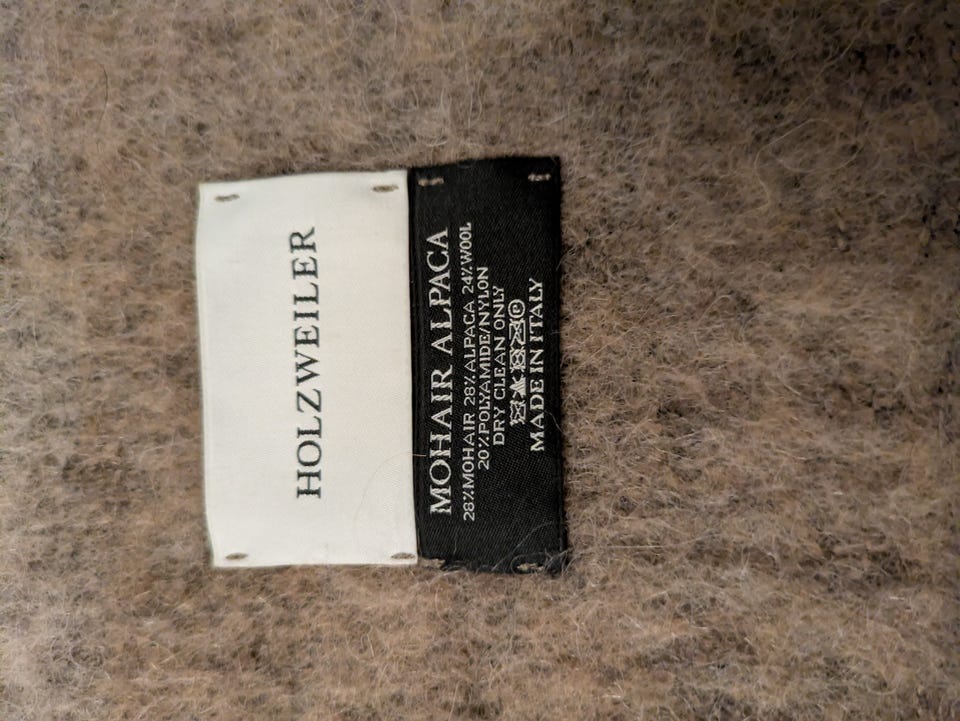 HOLZWEILER
MOHAIR ALPACA
28%MOHAIR 28%ALPACA 24%WOOL
20%POLYAMIDE/NYLON
DRY CLEAN ONLY
MADE IN ITALY